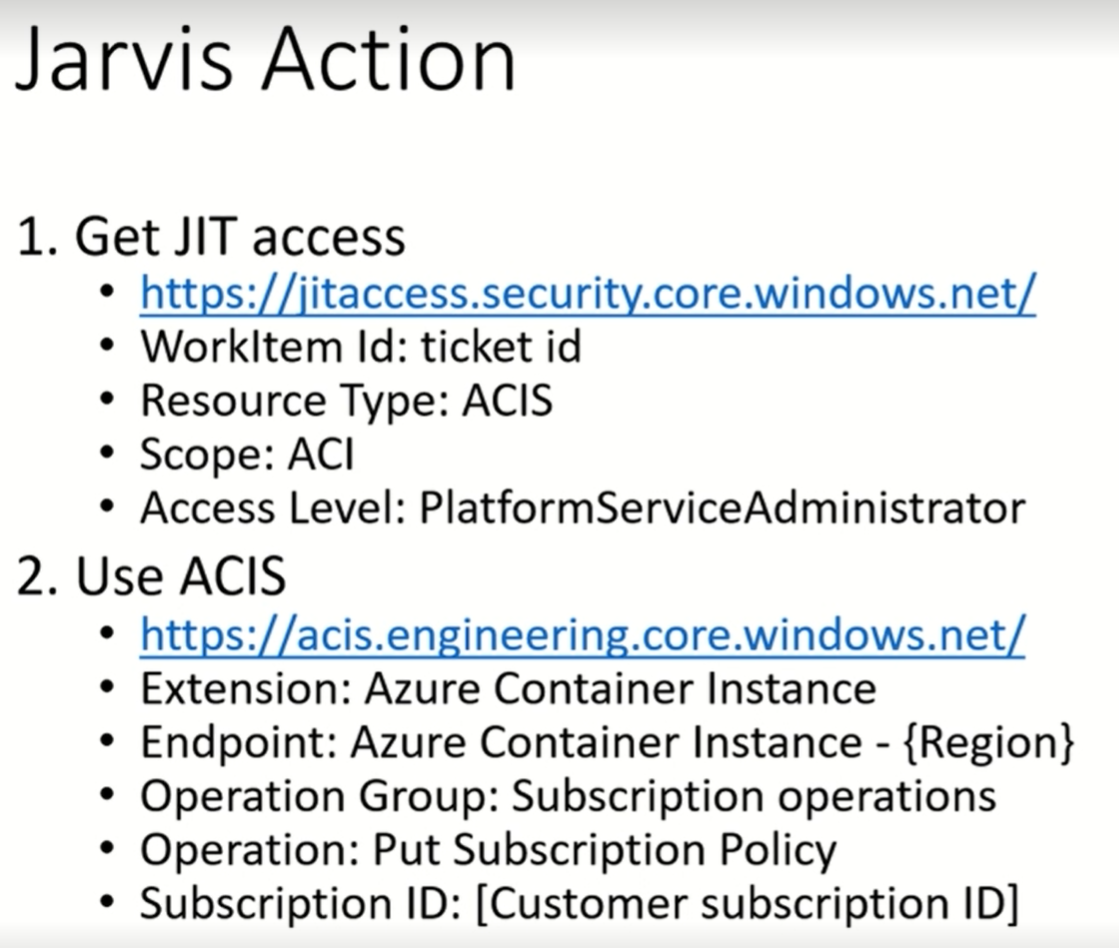 Jarvis Action
1. Get JIT access
• https://jitaccess.security.core.windows.net/
• WorkItem Id: ticket id
• Resource Type: ACIS
• Scope: ACI
• Access Level: PlatformServiceAdministrator
2. Use ACIS
• https://acis.engineering.core.windows.net/
• Extension: Azure Container Instance
• Endpoint: Azure Container Instance - {Region}
• Operation Group: Subscription operations
• Operation: Put Subscription Policy
• Subscription ID: [Customer subscription ID]